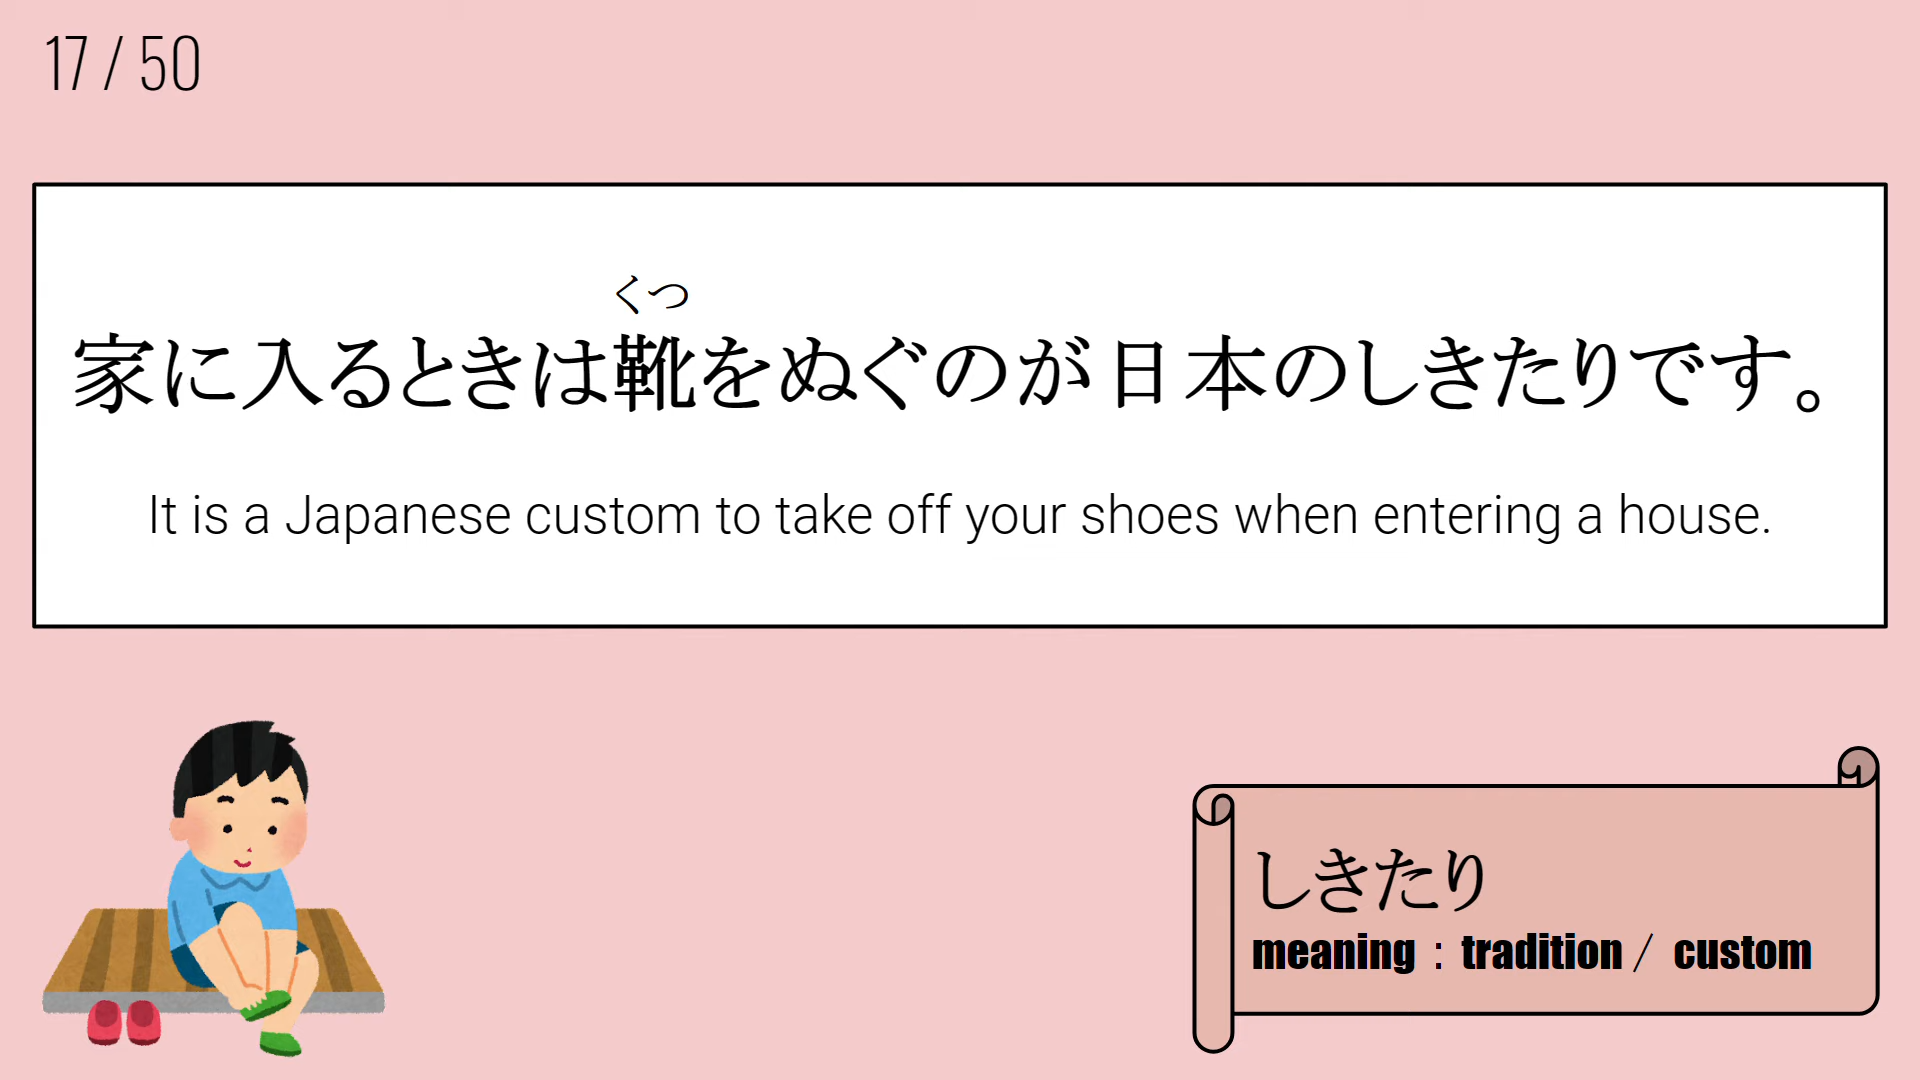 17 / 50
くつ
家に入るときは靴をぬぐのが日本のしきたりです。
It is a Japanese custom to take off your shoes when entering a house.
しきたり
meaning : tradition / custom